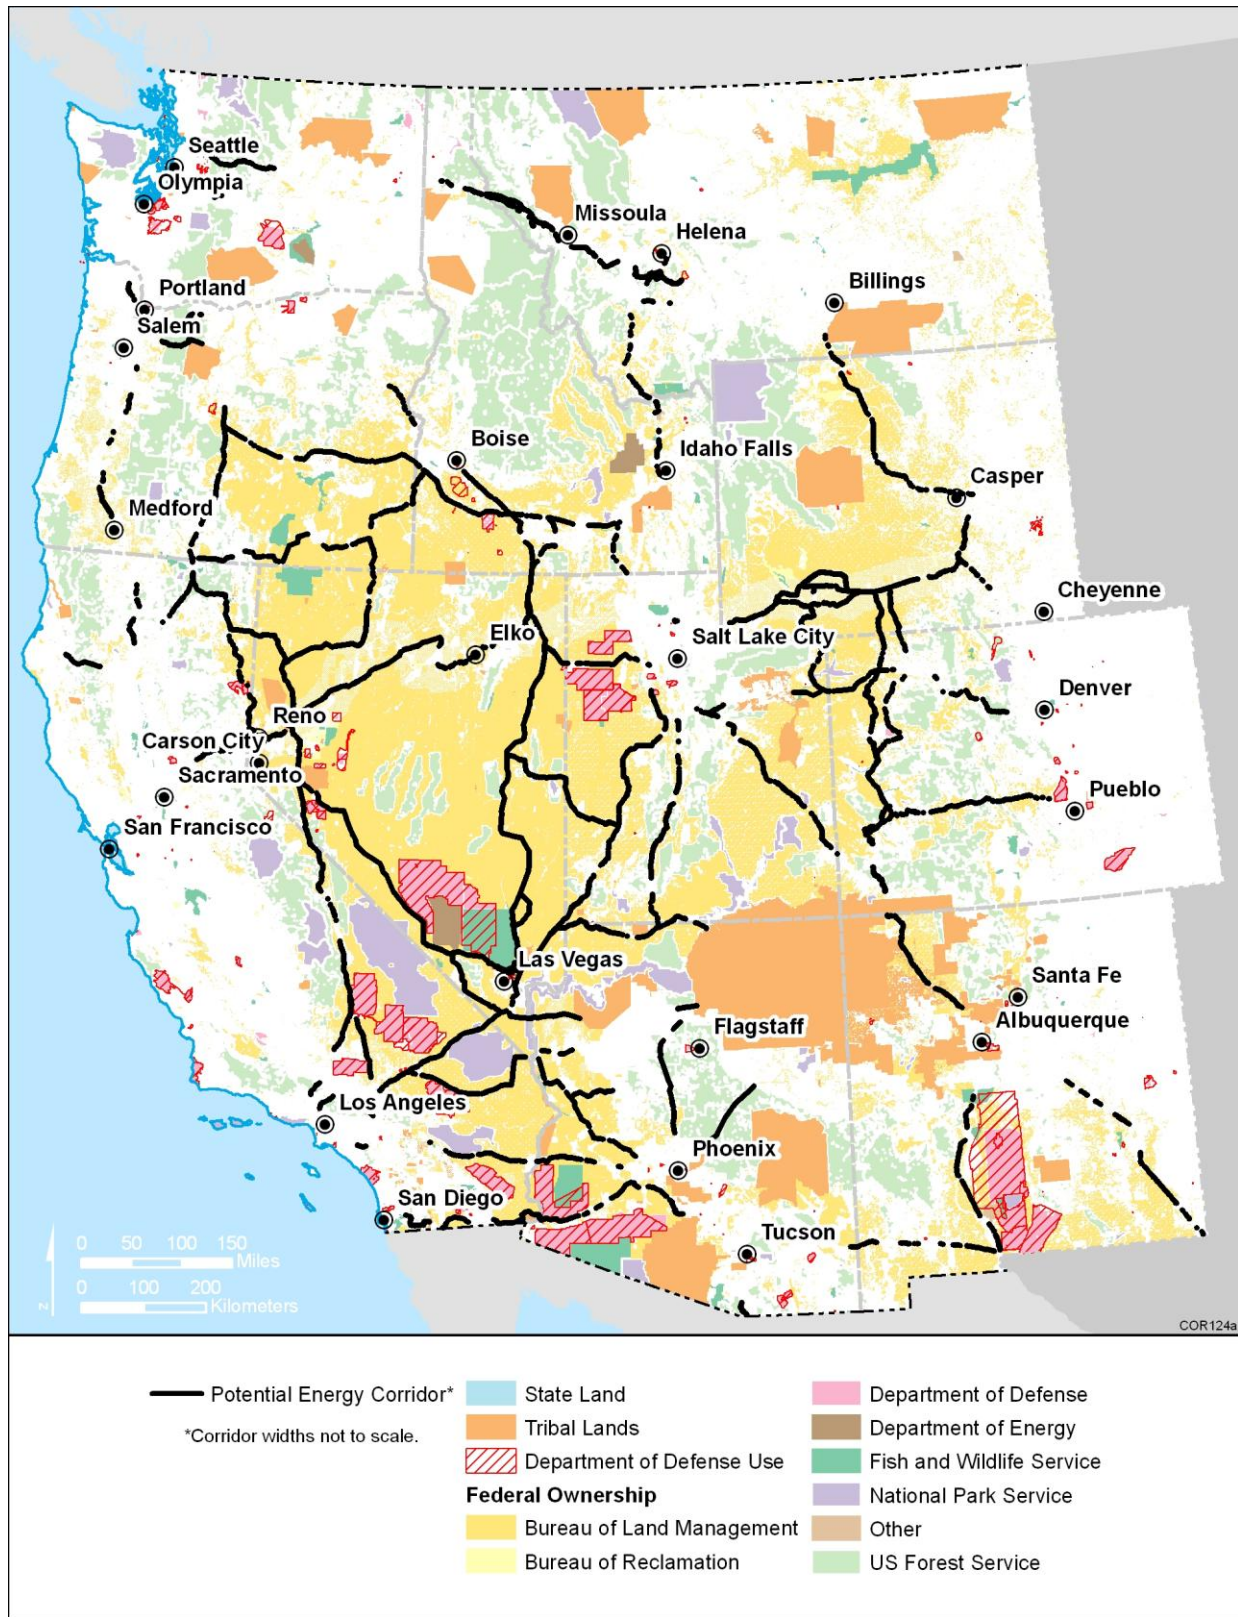 Seattle
Olympia
Missoula
Helena
Portland
Billings
Salem
Boise
Idaho Falls
Casper
Medford
Cheyenne
Elko
Salt Lake City
Denver
Reno
Carson City
Sacramento
Pueblo
San Francisco
Las Vegas
Santa Fe
Flagstaff
Albuquerque
Los Angeles
Phoenix
San Diego
Tucson
0 50 100 150
Miles
0 100 200
Kilometers
N
COR124a
Potential Energy Corridor*
*Corridor widths not to scale.
State Land
Tribal Lands
Department of Defense Use
Federal Ownership
Bureau of Land Management
Bureau of Reclamation
Department of Defense
Department of Energy
Fish and Wildlife Service
National Park Service
Other
US Forest Service